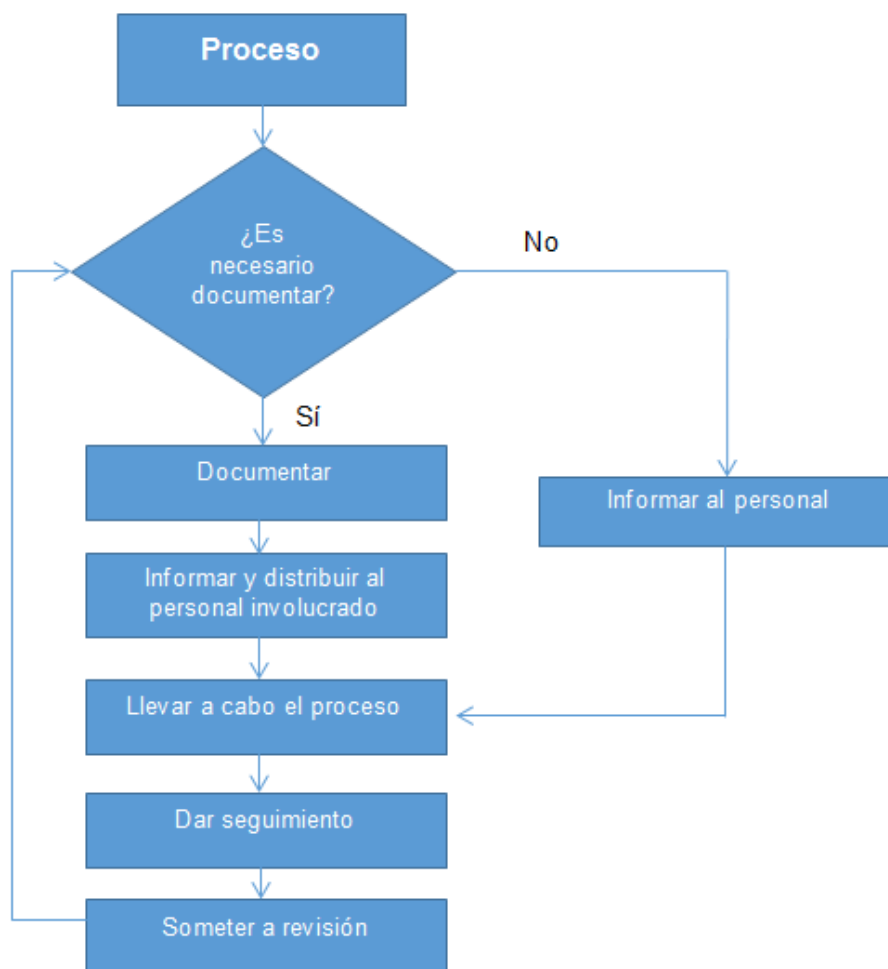 Proceso
¿Es
necesario
documentar?
No
Sí
Documentar
Informar al personal
Informar y distribuir al
personal involucrado
Llevar a cabo el proceso
Dar seguimiento
Someter a revisión